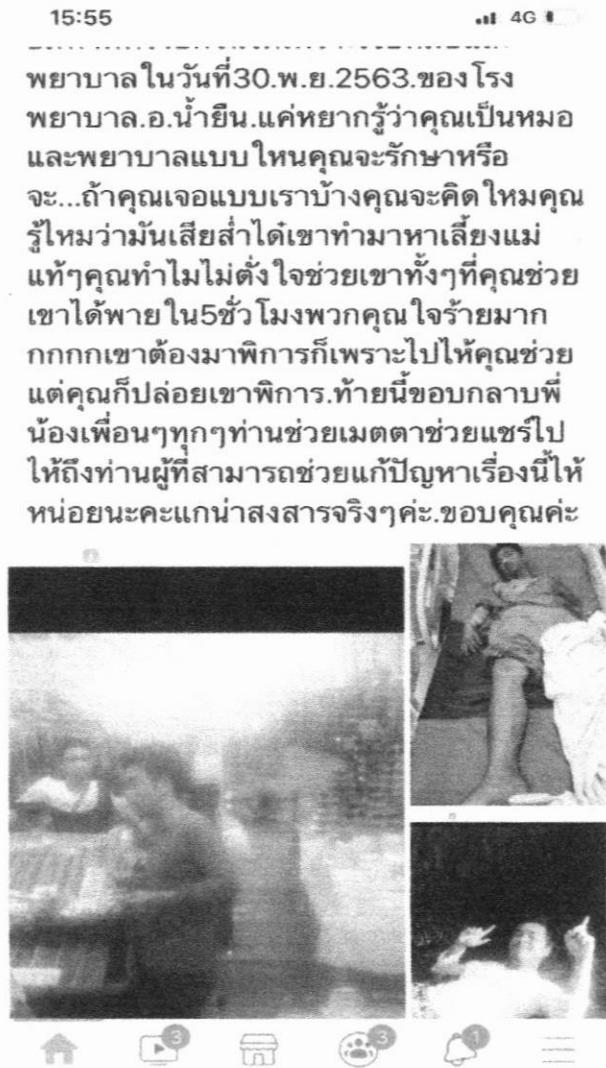 15:55
4G
พยาบาลในวันที่30.พ.ย.2563.ของโรง
พยาบาล.อ.น้ำยืน.แค่หยากรู้ว่าคุณเป็นหมอ
และพยาบาลแบบใหนคุณจะรักษาหรือ
จะ...ถ้าคุณเจอแบบเราบ้างคุณจะคิดใหมคุณ
รู้ไหมว่ามันเสียส่ำได๋เขาทำมาหาเลี้ยงแม่
แท้ๆคุณทำไมไม่ตั่งใจช่วยเขาทั้งๆที่คุณช่วย
เขาได้พายใน5ชั่วโมงพวกคุณใจร้ายมาก
กกกกเขาต้องมาพิการก็เพราะไปไห้คุณช่วย
แต่คุณก็ปล่อยเขาพิการ.ท้ายนี้ขอบกลาบพี่
น้องเพื่อนๆทุกๆท่านช่วยเมตตาช่วยแชร์ไป
ไห้ถึงท่านผู้ที่สามารถช่วยแก้ปัญหาเรื่องนี้ไห้
หน่อยนะคะแกน่าสงสารจริงๆค่ะ.ขอบคุณค่ะ
3
3
1